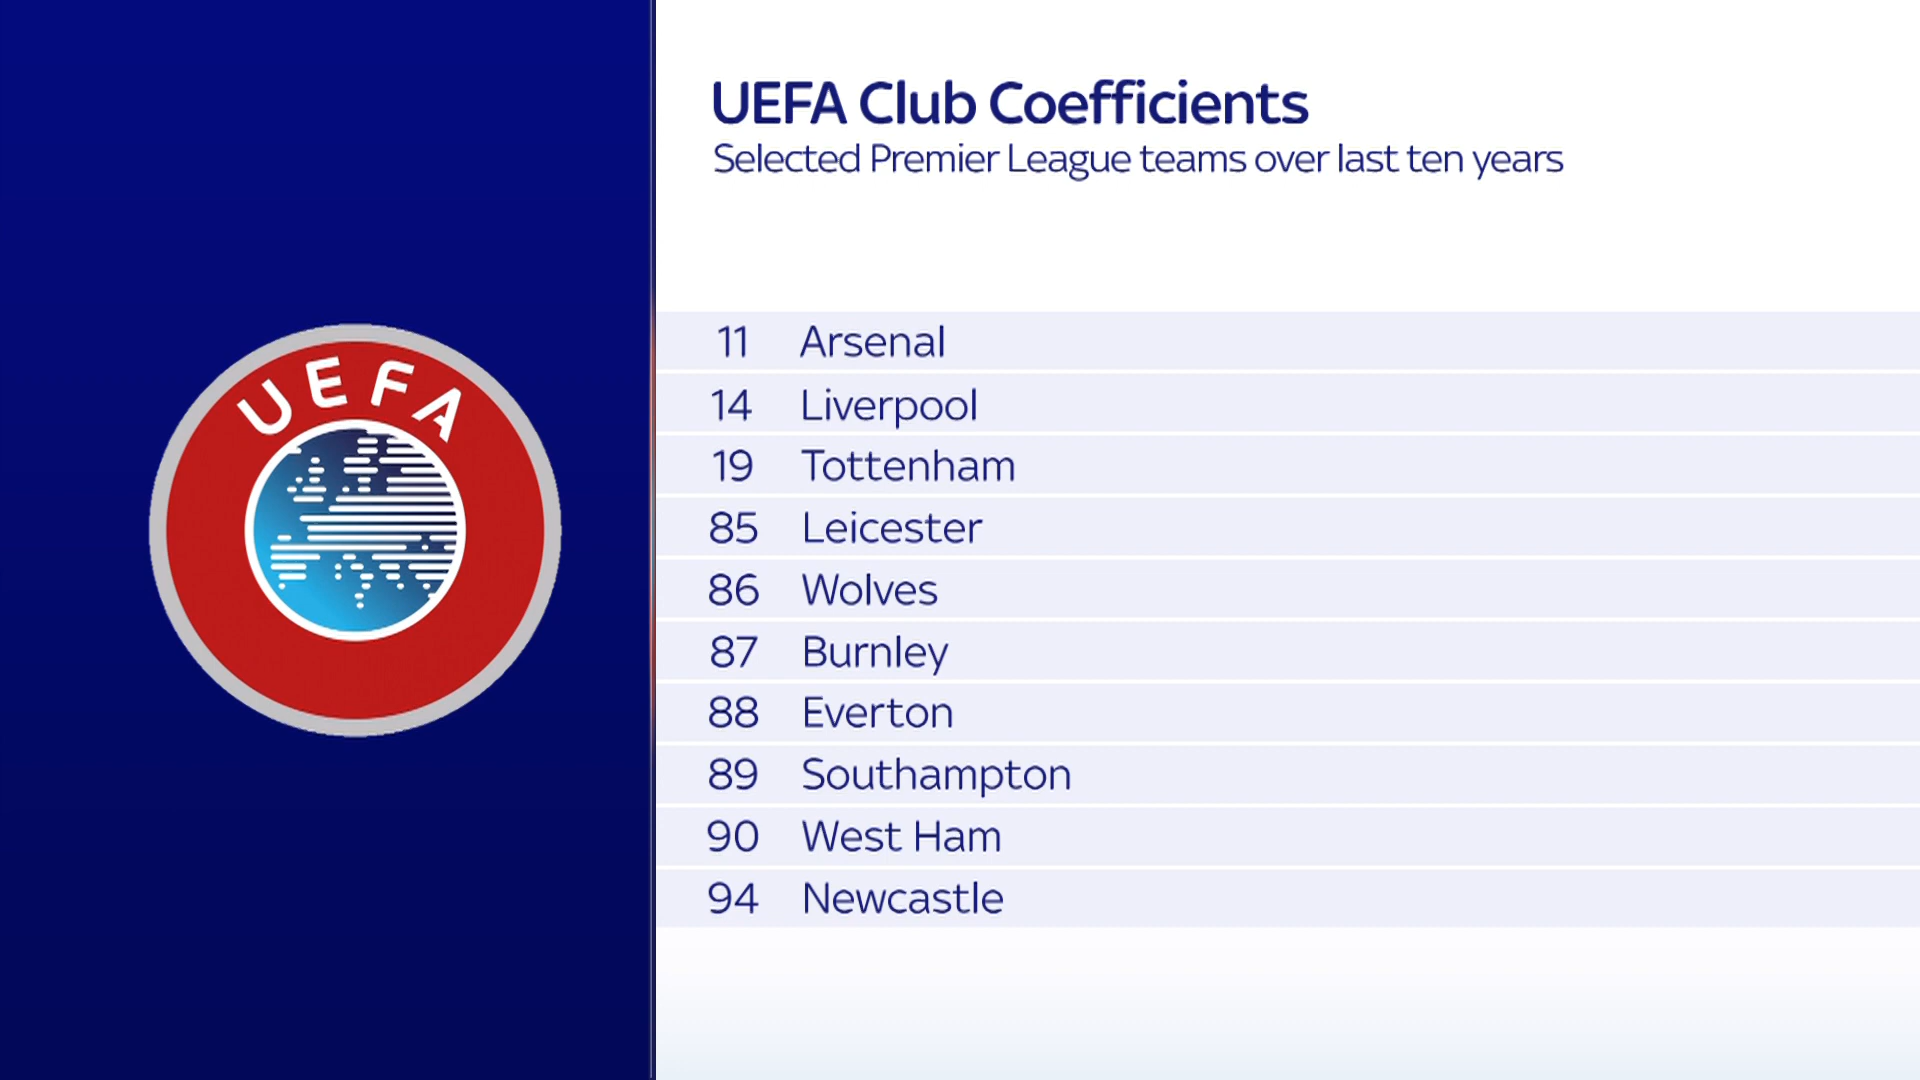 UEFA
UEFA Club Coefficients
Selected Premier League teams over last ten years
11 Arsenal
14 Liverpool
19 Tottenham
85 Leicester
86 Wolves
87 Burnley
88 Everton
89 Southampton
90 West Ham
94 Newcastle